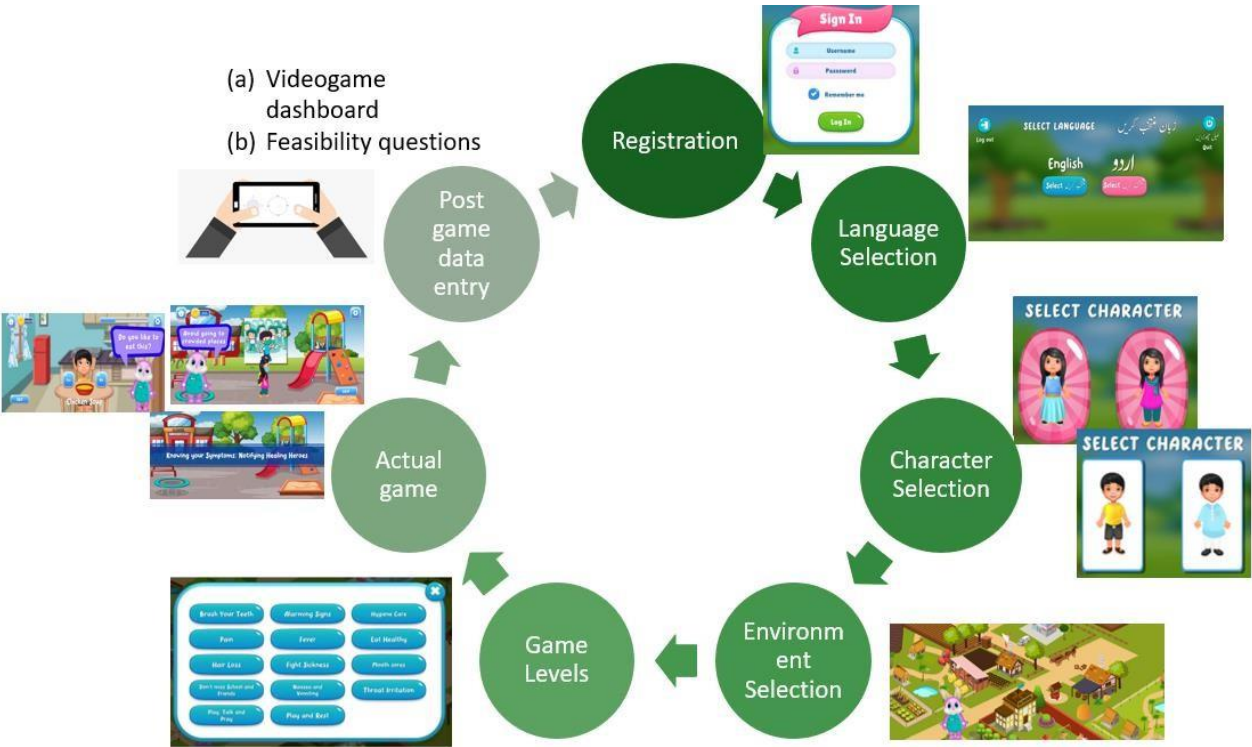 (a) Videogame
dashboard
(b) Feasibility questions
Registration
Sign In
Username
Password
Remember me
Log In
Language
Selection
SELECT LANGUAGE
زبان منتخب کریں
Log out
Quit
English
اردو
Select
Select
Character
Selection
SELECT CHARACTER
SELECT CHARACTER
Environm
ent
Selection
Game
Levels
Brush Your Teeth
Alarming Signs
Hygiene Care
Pain
Fever
Eat Healthy
Hair Loss
Fight Sickness
Mouth sores
Don't miss School and
Friends
Nausea and
Vomiting
Throat Irritation
Play, Talk and
Pray
Play and Rest
Actual
game
Do you like to
eat this?
Chicken Soup
Avoid going to
crowded places
Knowing your Symptoms: Notifying Healing Heroes
Post
game
data
entry